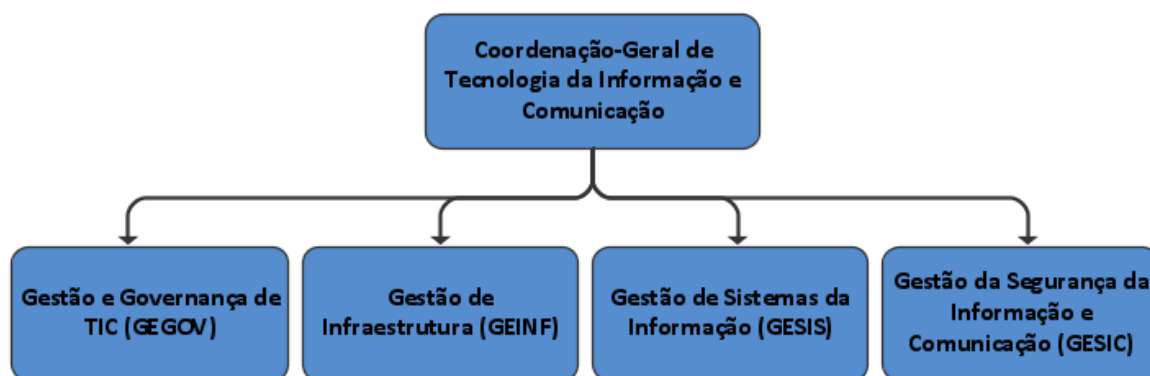 Coordenação-Geral de
Tecnologia da Informação e
Comunicação
Gestão e Governança de
TIC (GEGOV)
Gestão de
Infraestrutura (GEINF)
Gestão de Sistemas da
Informação (GESIS)
Gestão da Segurança da
Informação e
Comunicação (GESIC)